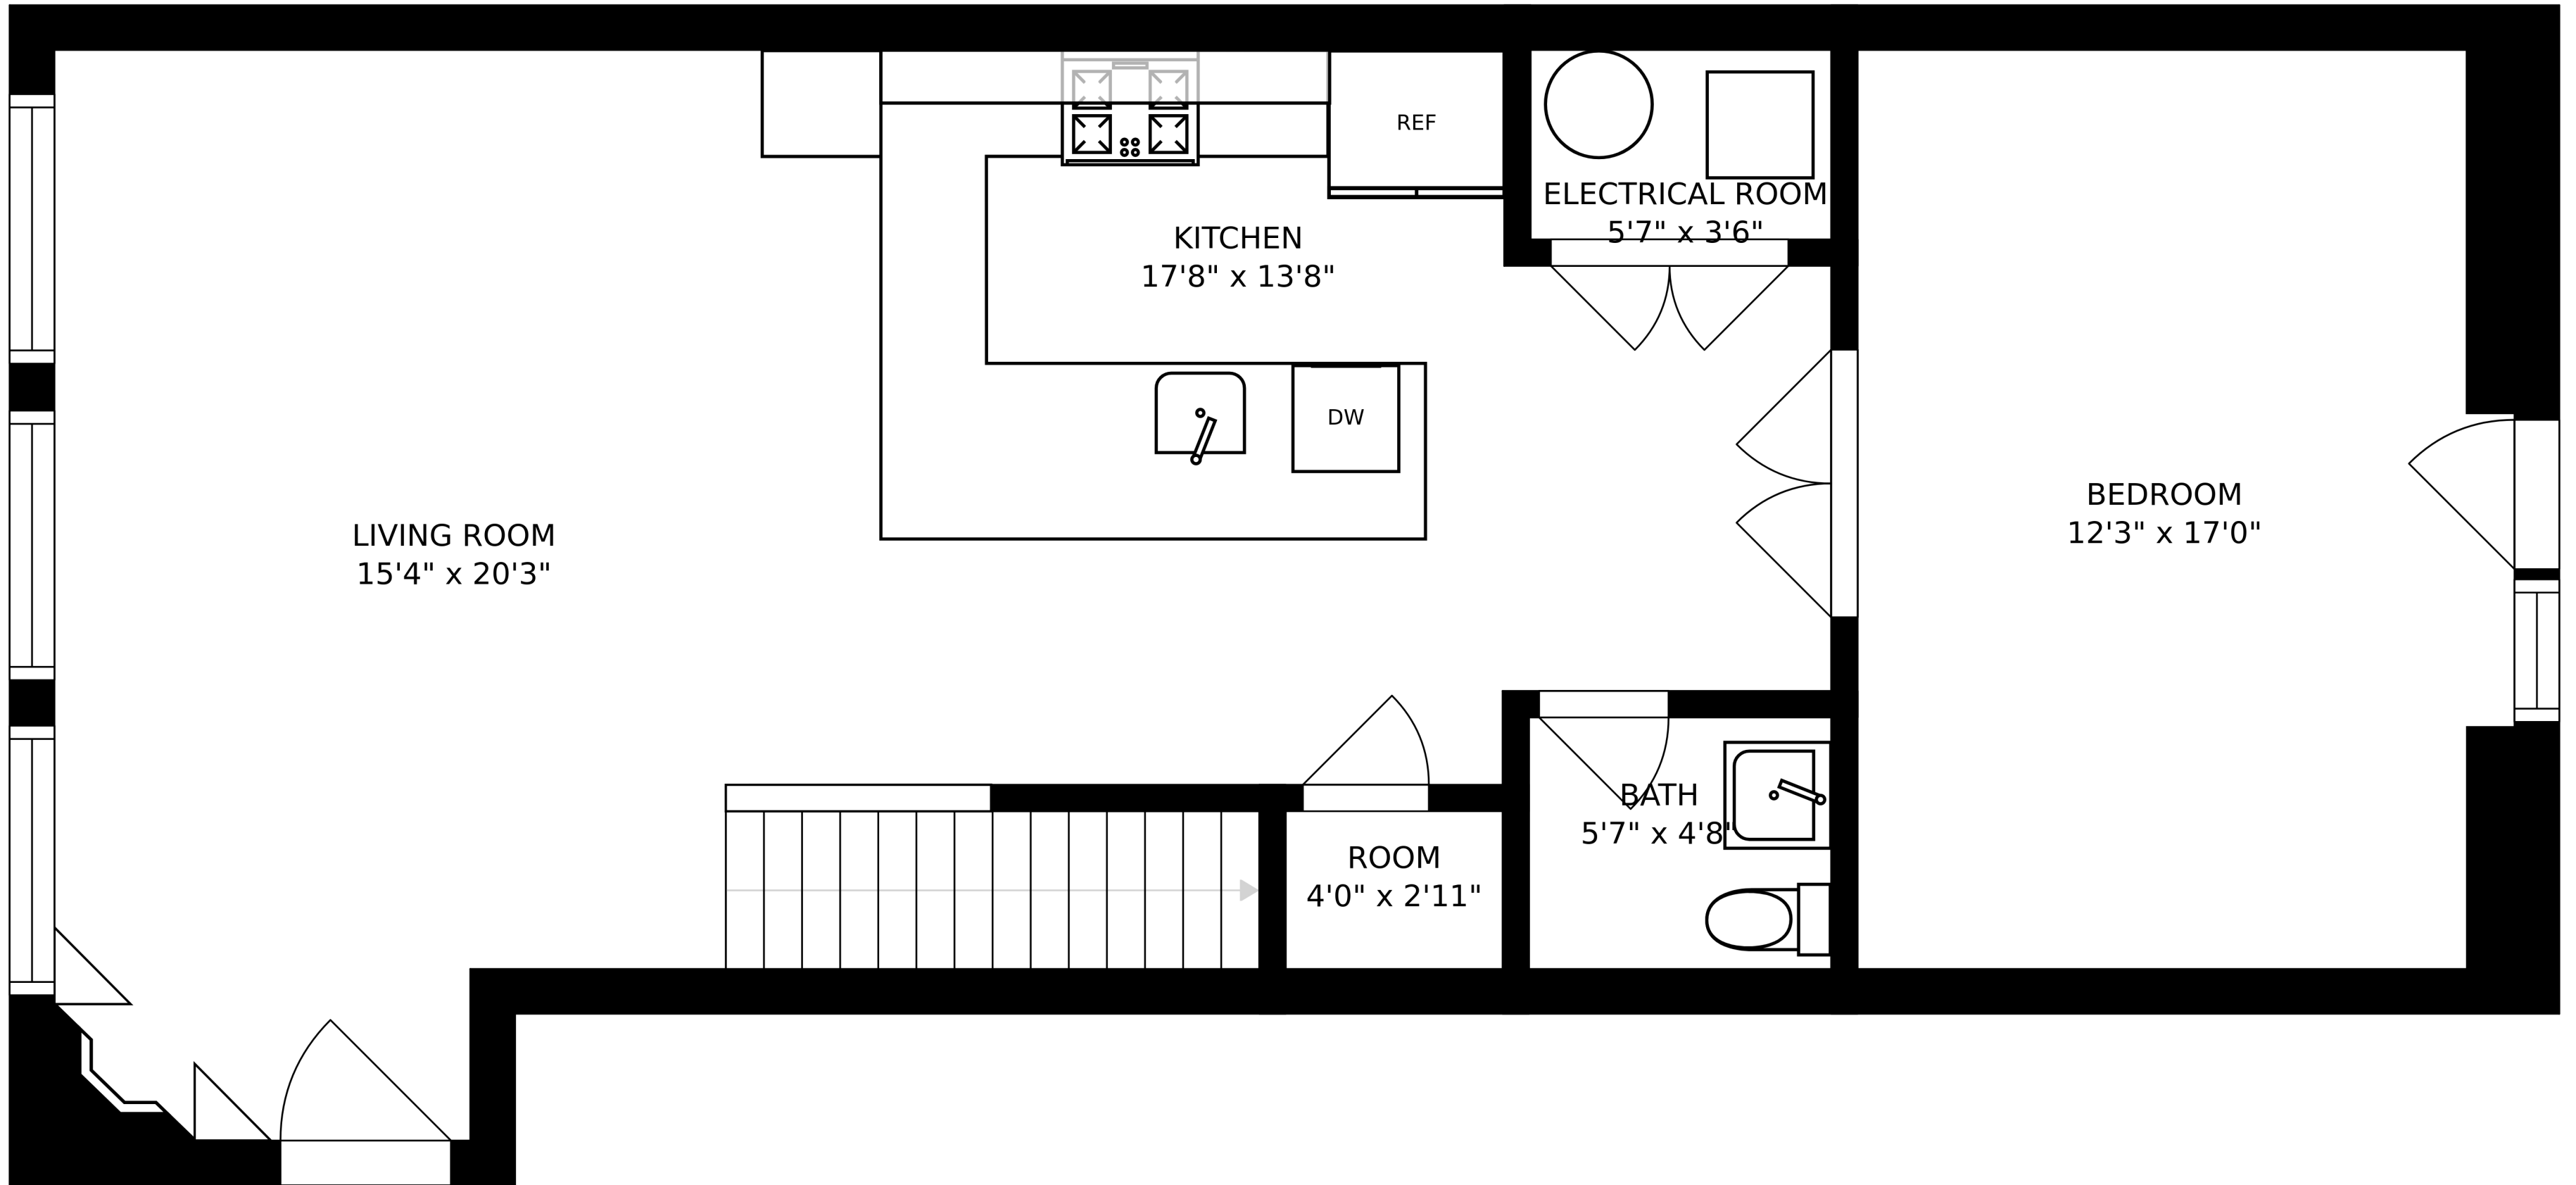 REF
ELECTRICAL ROOM
5'7" x 3'6"
KITCHEN
17'8" x 13'8"
DW
LIVING ROOM
15'4" x 20'3"
BEDROOM
12'3" x 17'0"
BATH
5'7" x 4'8"
ROOM
4'0" x 2'11"